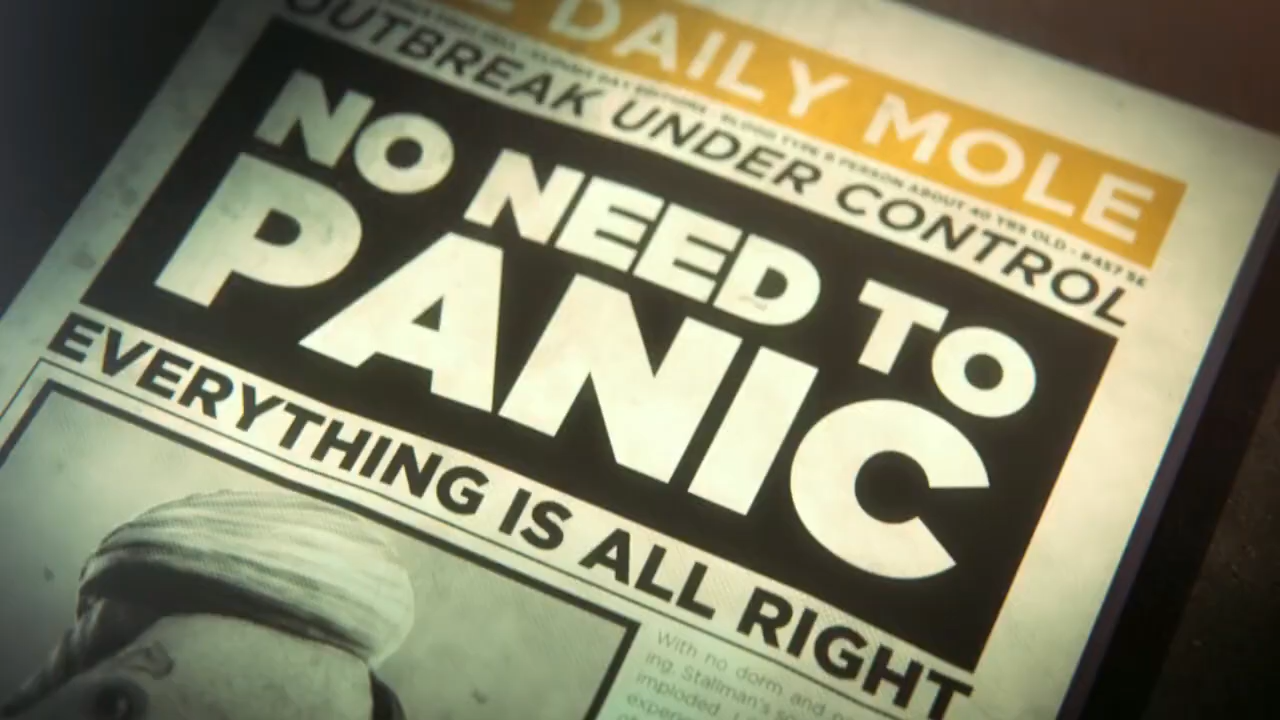 DAILY MOLE
OUTBREAK UNDER CONTROL
NO NEED TO
PANIC
EVERYTHING IS ALL RIGHT
With no dorm and
ing, Stallman's
imploded